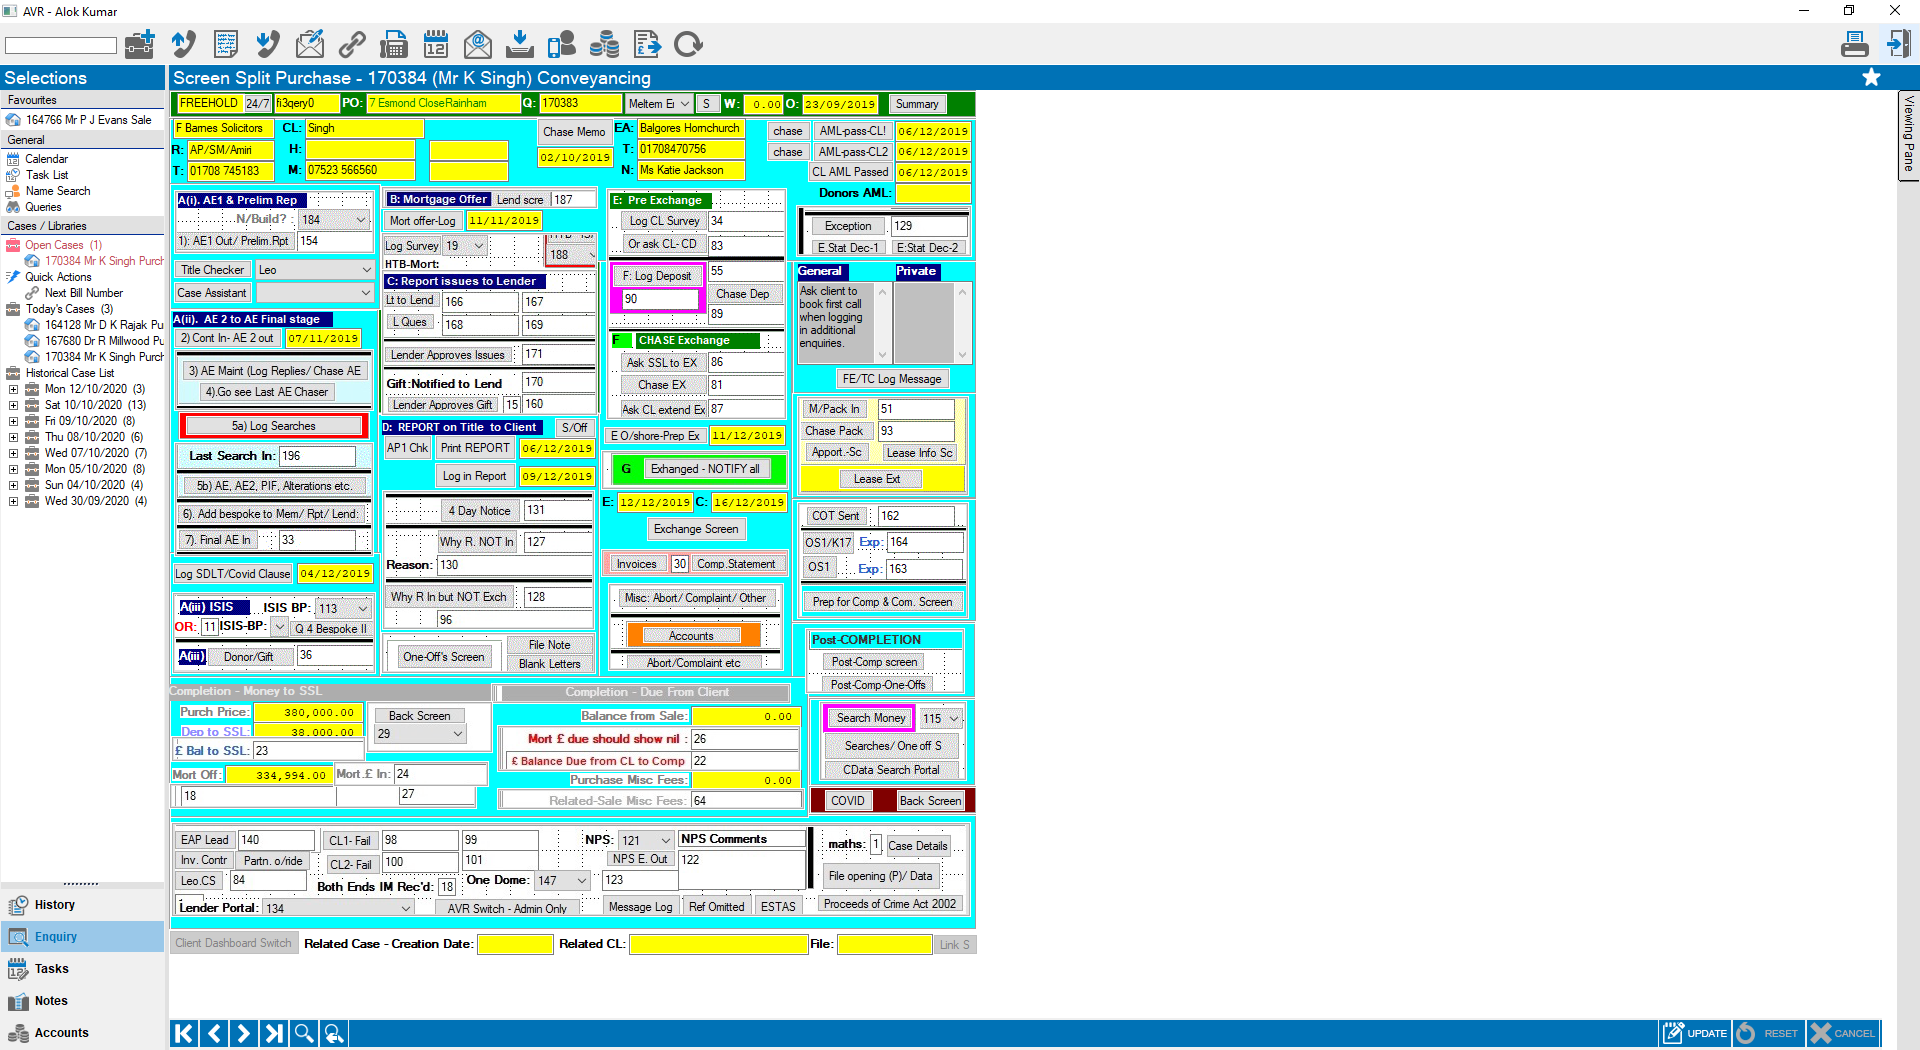 AVR - Alok Kumar
Selections
Screen Split Purchase - 170384 (Mr K Singh) Conveyancing
Favourites
164766 Mr P J Evans Sale
General
Calendar
Task List
Name Search
Queries
Cases / Libraries
Open Cases (1)
170384 Mr K Singh Purch
Quick Actions
Next Bill Number
Today's Cases (3)
164128 Mr D K Rajak Pu
167680 Dr R Millwood Pu
170384 Mr K Singh Purch
Historical Case List
Mon 12/10/2020 (3)
Sat 10/10/2020 (13)
Fri 09/10/2020 (8)
Thu 08/10/2020 (6)
Wed 07/10/2020 (7)
Mon 05/10/2020 (8)
Sun 04/10/2020 (4)
Wed 30/09/2020 (4)
History
Enquiry
Tasks
Notes
Accounts
FREEHOLD 24/7 fi3qery0 PO: 7 Esmond CloseRainham Q: 170383 Meltem S W: 0.00 O: 23/09/2019 Summary
F Barnes Solicitors CL: Singh Chase Memo EA: Balgores Hornchurch chase AML-pass-CL! 06/12/2019
R: AP/SM/Amiri H: 02/10/2019 T: 01708470756 chase AML-pass-CL2 06/12/2019
T: 01708 745183 M: 07523 566560 N: Ms Katie Jackson CL AML Passed 06/12/2019
Donors AML:
A(i). AE1 & Prelim Rep
N/Build? : 184
1): AE1 Out/ Prelim.Rpt 154
Title Checker Leo
Case Assistant
A(ii). AE 2 to AE Final stage
2) Cont In- AE 2 out 07/11/2019
3) AE Maint (Log Replies/ Chase AE
4).Go see Last AE Chaser
5a) Log Searches
Last Search In: 196
5b) AE, AE2, PIF, Alterations etc.
6). Add bespoke to Mem/ Rpt/ Lend:
7). Final AE In 33
Log SDLT/Covid Clause 04/12/2019
A(iii) ISIS ISIS BP: 113
OR: 11 ISIS-BP: Q 4 Bespoke II
A(iii) Donor/Gift 36
B: Mortgage Offer Lend scre 187
Mort offer-Log 11/11/2019
Log Survey 19 188
HTB-Mort:
C: Report issues to Lender
Lt to Lend 166 167
L Ques 168 169
Lender Approves Issues 171
Gift:Notified to Lend 170
Lender Approves Gift 15 160
D: REPORT on Title to Client S/Off
AP1 Chk Print REPORT 06/12/2019
Log in Report 09/12/2019
4 Day Notice 131
Why R. NOT In 127
Reason: 130
Why R In but NOT Exch 128
96
One-Off's Screen File Note
Blank Letters
E: Pre Exchange
Log CL Survey 34
Or ask CL- CD 83
F: Log Deposit 55
90 Chase Dep
89
F CHASE Exchange
Ask SSL to EX 86
Chase EX 81
Ask CL extend Ex 87
E O/shore-Prep Ex 11/12/2019
G Exhanged - NOTIFY all
E: 12/12/2019 C: 16/12/2019
Exchange Screen
Invoices 30 Comp.Statement
Misc: Abort/ Complaint/ Other
Accounts
Abort/Complaint etc
Exception 129
E.Stat Dec-1 E:Stat Dec-2
General Private
Ask client to
book first call
when logging
in additional
enquiries.
FE/TC Log Message
M/Pack In 51
Chase Pack 93
Apport.-Sc Lease Info Sc
Lease Ext
COT Sent 162
OS1/K17 Exp: 164
OS1 Exp: 163
Prep for Comp & Com. Screen
Post-COMPLETION
Post-Comp screen
Post-Comp-One-Offs
Completion - Money to SSL Completion - Due From Client
Purch Price: 380,000.00 Back Screen Balance from Sale: 0.00
Dep to SSL: 38,000.00 29 Mort £ due should show nil : 26
£ Bal to SSL: 23 £ Balance Due from CL to Comp 22
Mort Off: 334,994.00 Mort.£ In: 24 Purchase Misc Fees: 0.00
18 27 Related-Sale Misc Fees: 64
Search Money 115
Searches/ One off S
CData Search Portal
COVID Back Screen
EAP Lead 140 CL1- Fail 98 99 NPS: 121 NPS Comments maths: 1 Case Details
Inv. Contr Partn. o/ride CL2- Fail 100 101 NPS E. Out 122
Leo.CS 84 Both Ends IM Rec'd: 18 One Dome: 147 123 File opening (P)/ Data
Lender Portal: 134 AVR Switch - Admin Only Message Log Ref Omitted ESTAS Proceeds of Crime Act 2002
Client Dashboard Switch Related Case - Creation Date: Related CL: File: Link S
Viewing Pane
UPDATE RESET CANCEL